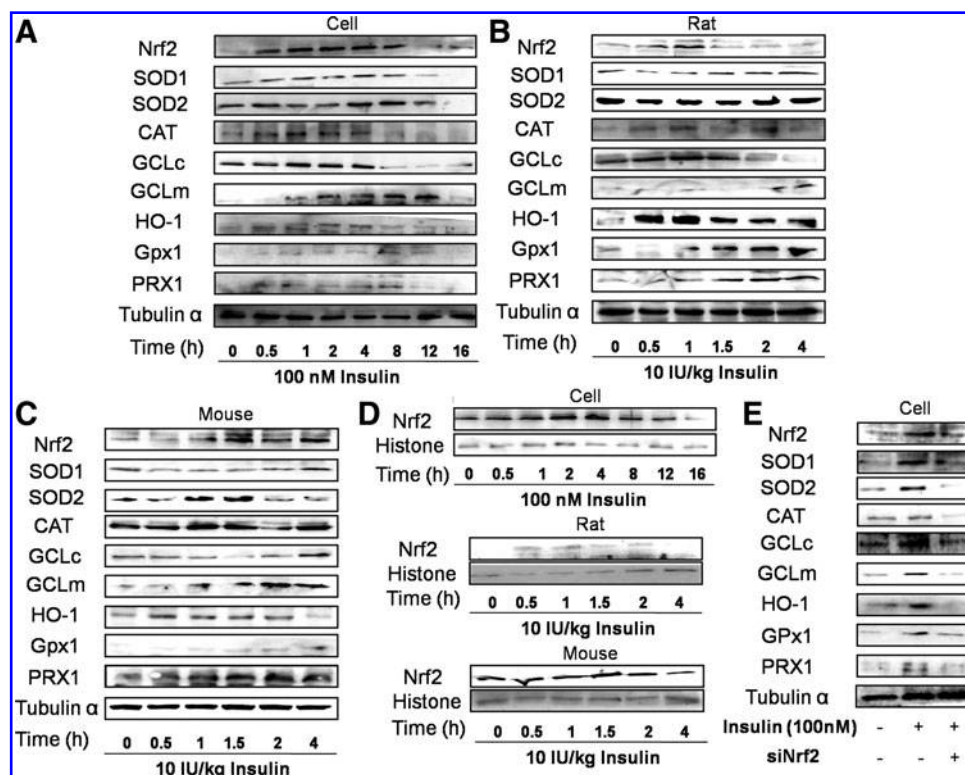 A
Cell
Nrf2
SOD1
SOD2
CAT
GCLc
GCLm
HO-1
Gpx1
PRX1
Tubulin α
Time (h) 0 0.5 1 2 4 8 12 16
100 nM Insulin
B
Rat
Nrf2
SOD1
SOD2
CAT
GCLc
GCLm
HO-1
Gpx1
PRX1
Tubulin α
Time (h) 0 0.5 1 1.5 2 4
10 IU/kg Insulin
C
Mouse
Nrf2
SOD1
SOD2
CAT
GCLc
GCLm
HO-1
Gpx1
PRX1
Tubulin α
Time (h) 0 0.5 1 1.5 2 4
10 IU/kg Insulin
D
Cell
Nrf2
Histone
Time (h) 0 0.5 1 2 4 8 12 16
100 nM Insulin
Rat
Nrf2
Histone
Time (h) 0 0.5 1 1.5 2 4
10 IU/kg Insulin
Mouse
Nrf2
Histone
Time (h) 0 0.5 1 1.5 2 4
10 IU/kg Insulin
E
Cell
Nrf2
SOD1
SOD2
CAT
GCLc
GCLm
HO-1
GPx1
PRX1
Tubulin α
Insulin (100nM) - + +
siNrf2 - - +